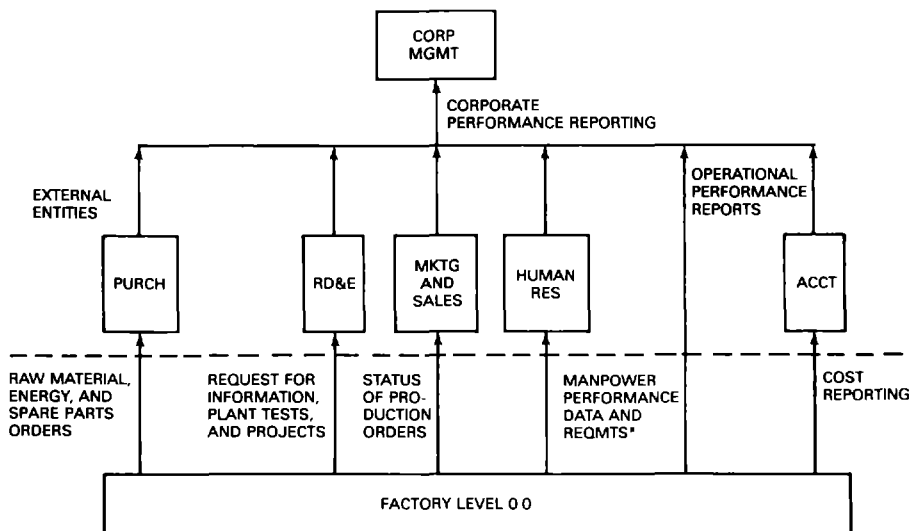 CORP
MGMT
CORPORATE
PERFORMANCE REPORTING
EXTERNAL
ENTITIES
OPERATIONAL
PERFORMANCE
REPORTS
PURCH
RD&E
MKTG
AND
SALES
HUMAN
RES
ACCT
RAW MATERIAL,
ENERGY, AND
SPARE PARTS
ORDERS
REQUEST FOR
INFORMATION,
PLANT TESTS,
AND PROJECTS
STATUS
OF PRO-
DUCTION
ORDERS
MANPOWER
PERFORMANCE
DATA AND
REQMTS*
COST
REPORTING
FACTORY LEVEL 0 0